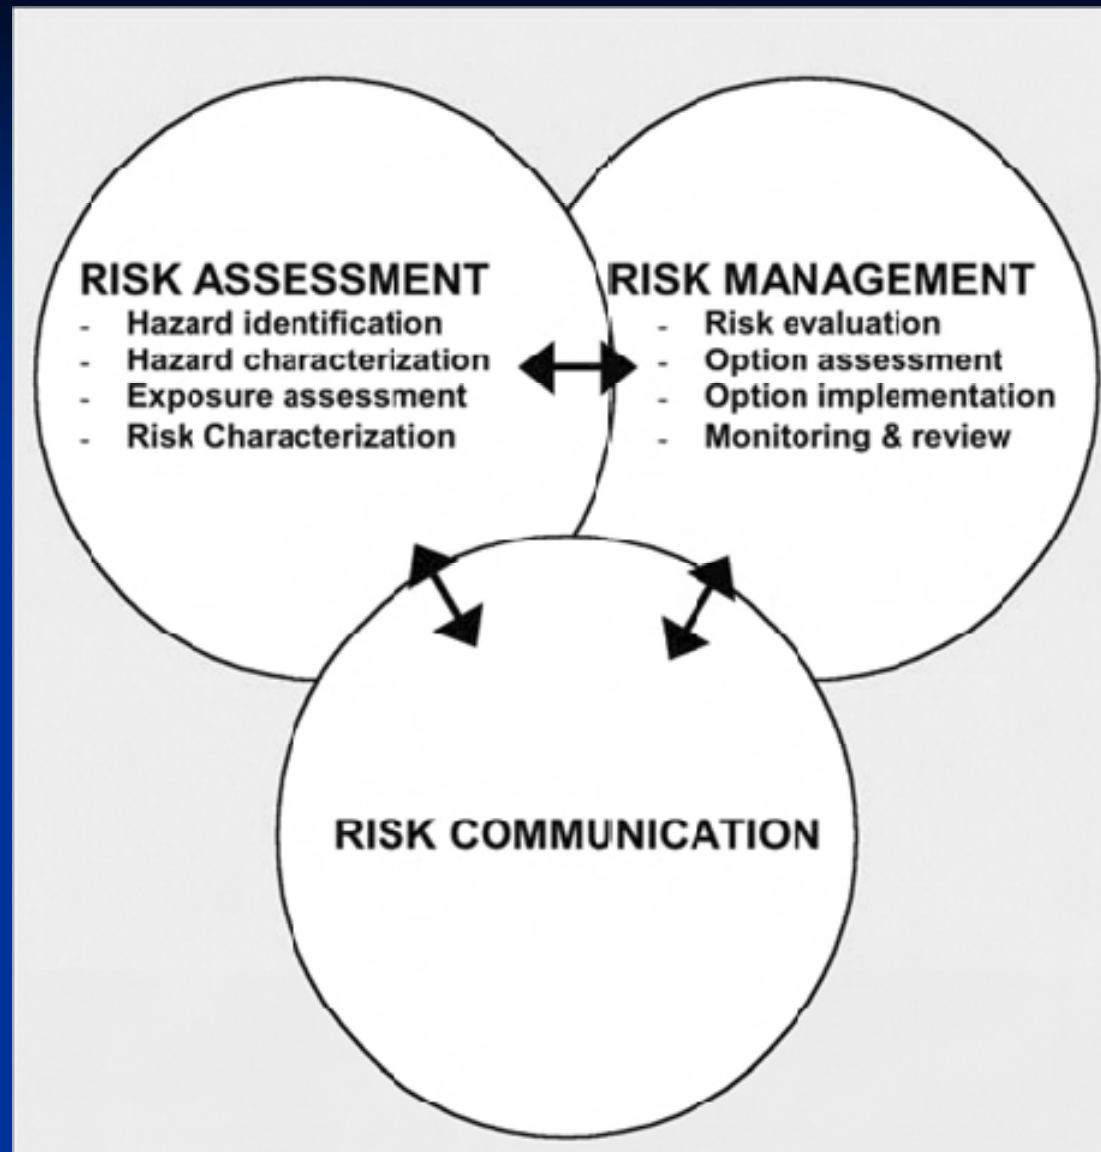 RISK ASSESSMENT
- Hazard identification
- Hazard characterization
- Exposure assessment
- Risk Characterization
RISK MANAGEMENT
- Risk evaluation
- Option assessment
- Option implementation
- Monitoring & review
RISK COMMUNICATION